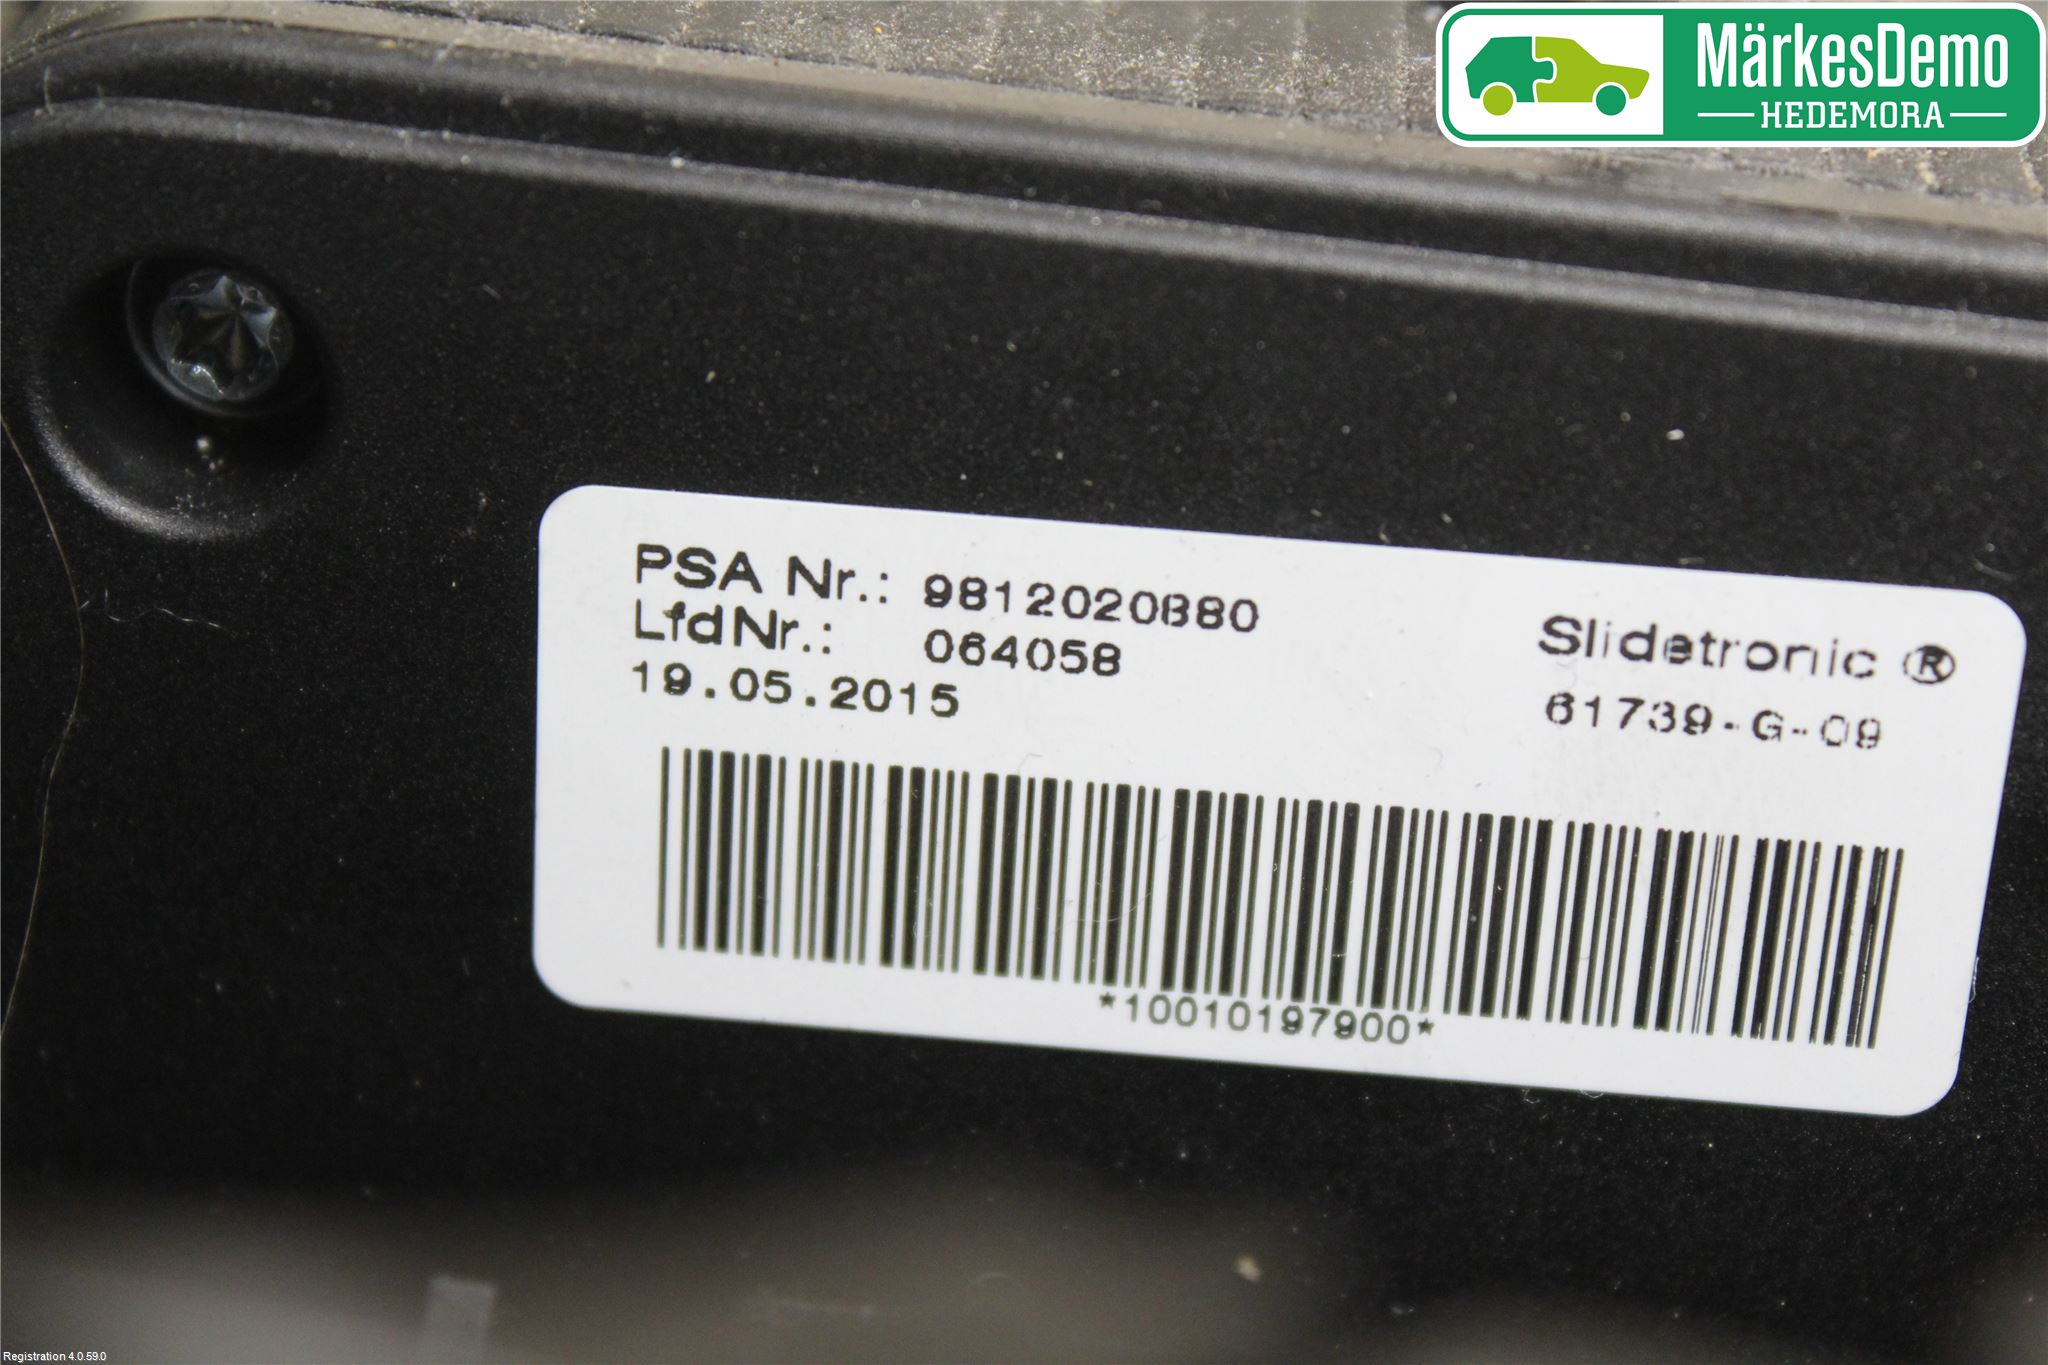 MärkesDemo
HEDEMORA
PSA Nr.: 9812020880
LfdNr.: 064058
19.05.2015
Slidetronic ®
61739-G-09
*10010197900*
Registration 4.0.59.0